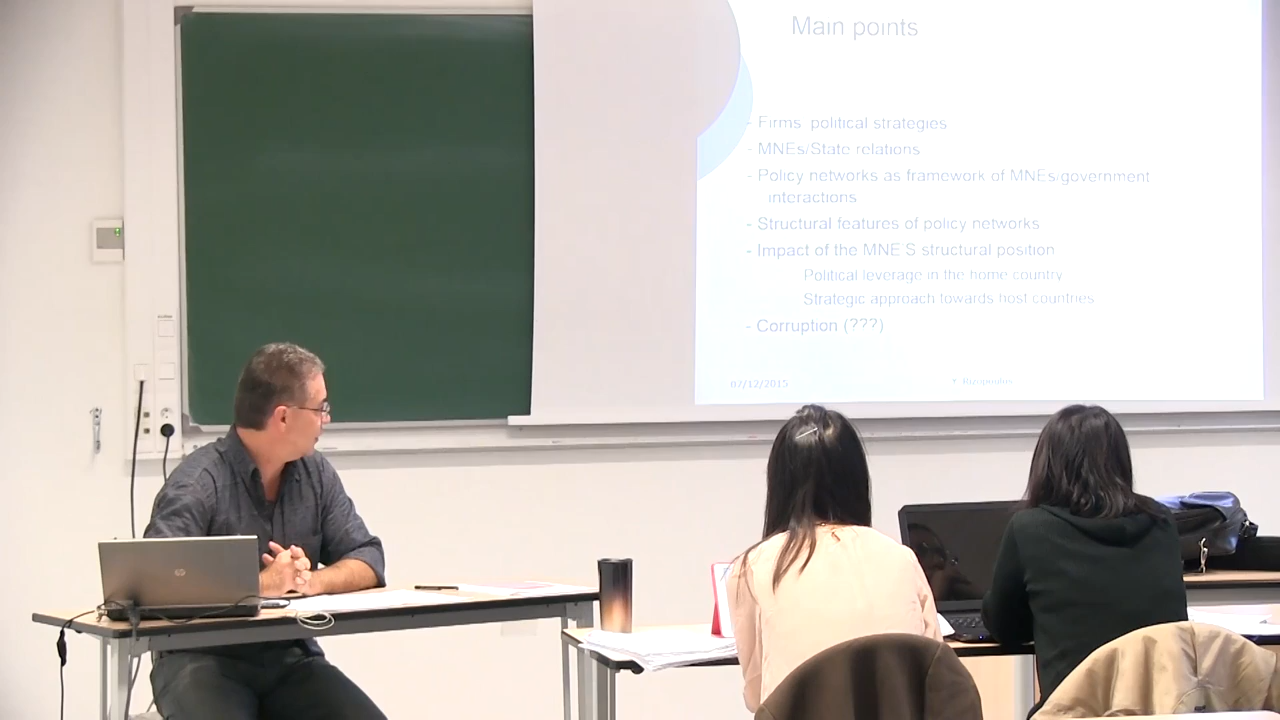 Main points
- Firms' political strategies
- MNEs/State relations
- Policy networks as framework of MNEs/government
interactions
- Structural features of policy networks
- Impact of the MNE'S structural position
Political leverage in the home country
Strategic approach towards host countries
- Corruption (???)
07/12/2015
Y. Rizopoulos
hp